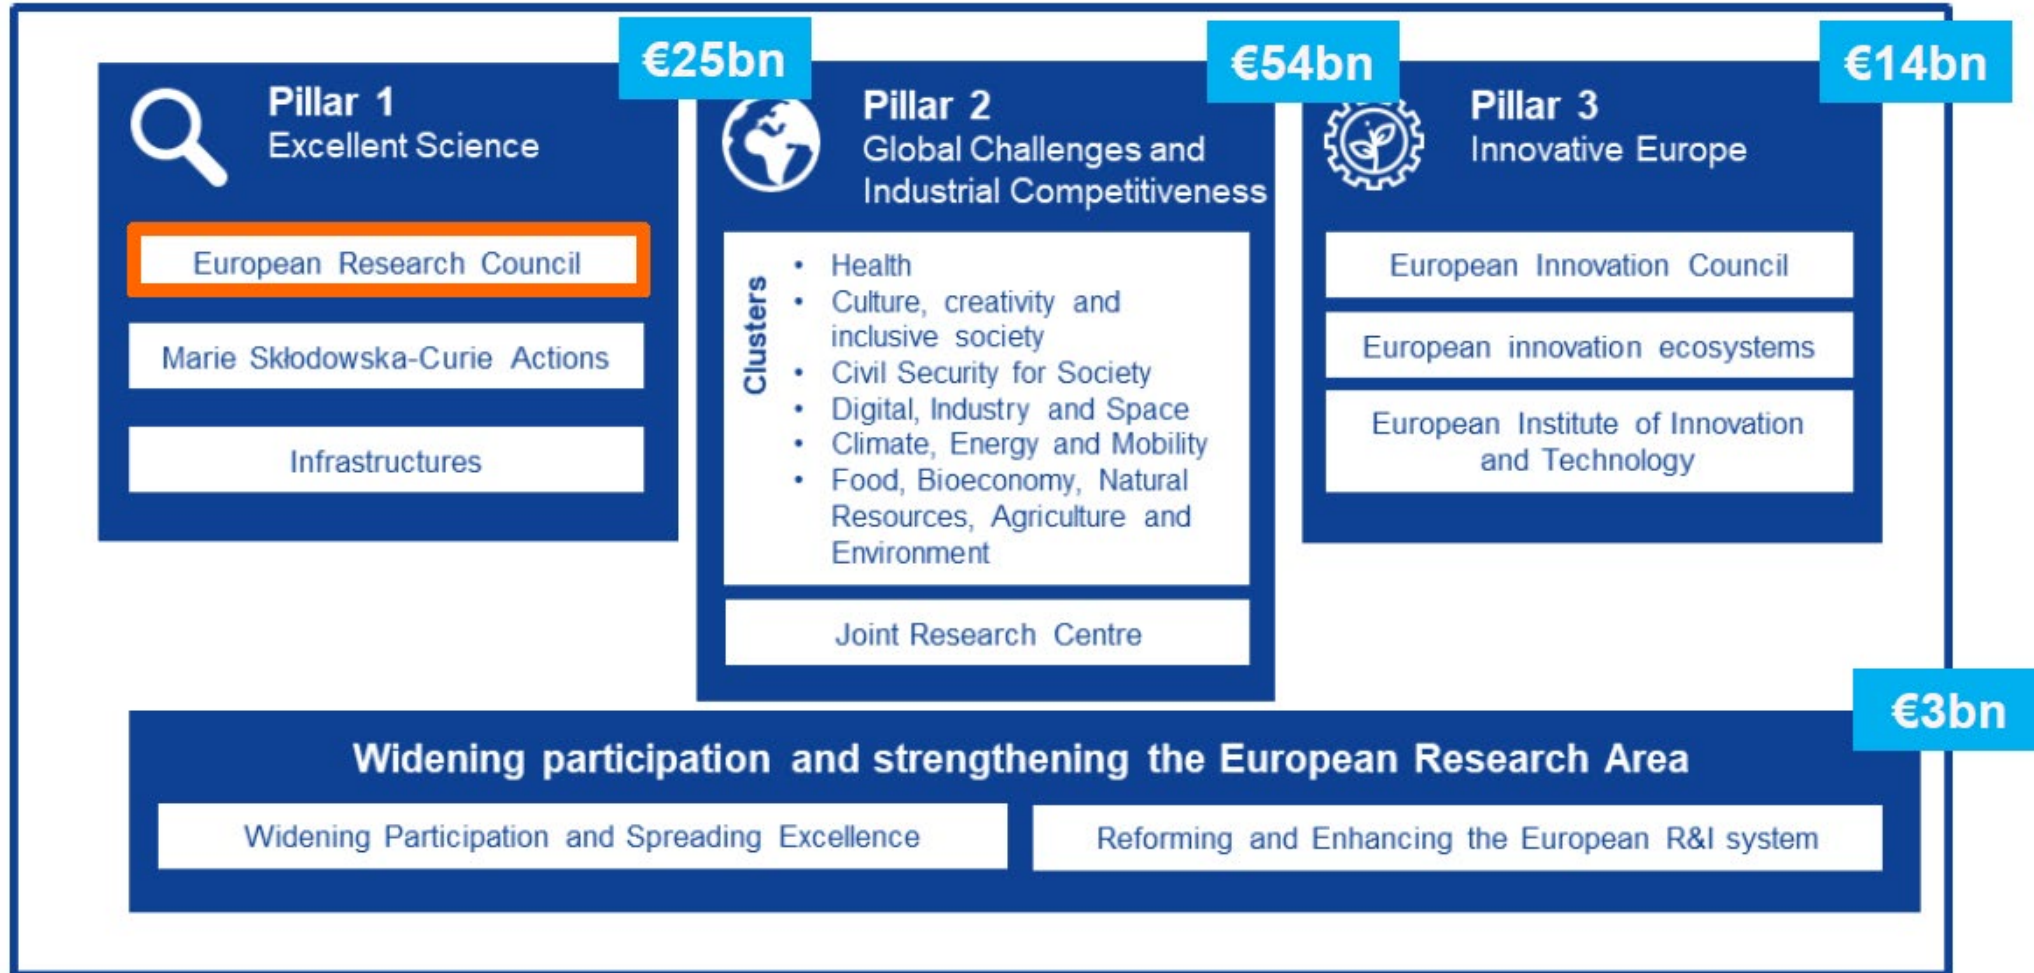 €25bn
Pillar 1
Excellent Science
European Research Council
Marie Skłodowska-Curie Actions
Infrastructures
€54bn
Pillar 2
Global Challenges and
Industrial Competitiveness
Clusters
• Health
• Culture, creativity and
inclusive society
• Civil Security for Society
• Digital, Industry and Space
• Climate, Energy and Mobility
• Food, Bioeconomy, Natural
Resources, Agriculture and
Environment
Joint Research Centre
€14bn
Pillar 3
Innovative Europe
European Innovation Council
European innovation ecosystems
European Institute of Innovation
and Technology
€3bn
Widening participation and strengthening the European Research Area
Widening Participation and Spreading Excellence
Reforming and Enhancing the European R&I system